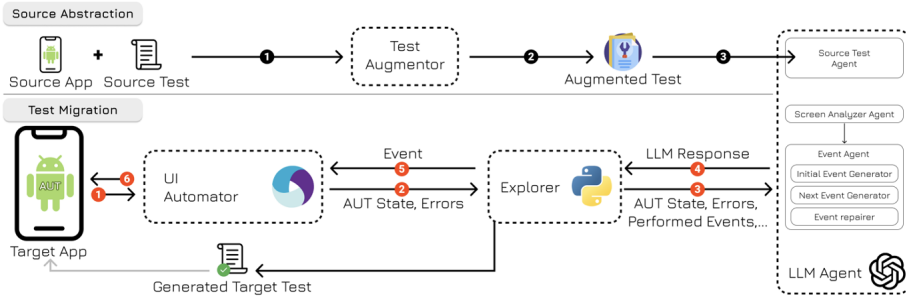 Source Abstraction
+
Source App
Source Test
1
Test
Augmentor
2
Augmented Test
3
Source Test
Agent
Test Migration
AUT
Target App
6
1
UI
Automator
Event
5
2
AUT State, Errors
Explorer
LLM Response
4
3
AUT State, Errors,
Performed Events,...
Generated Target Test
Screen Analyzer Agent
Event Agent
Initial Event Generator
Next Event Generator
Event repairer
LLM Agent